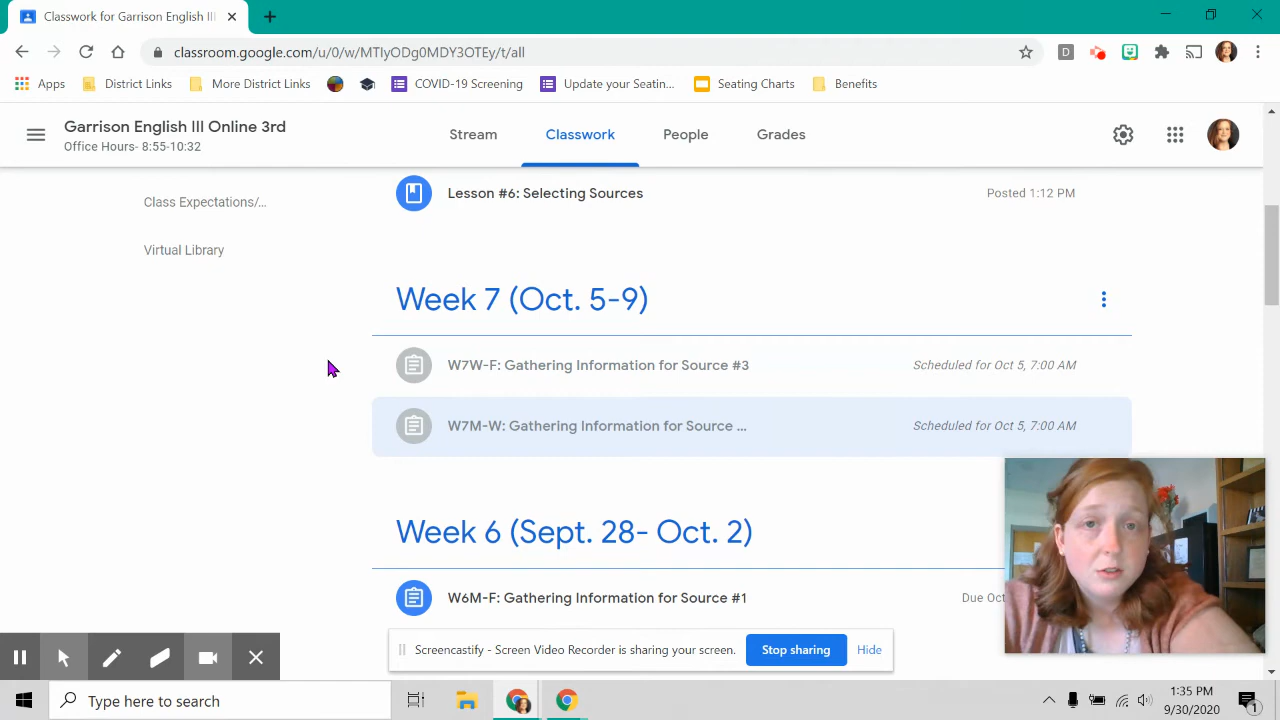 Classwork for Garrison English III
classroom.google.com/u/0/w/MTIyODg0MDY3OTEy/t/all
D
Apps
District Links
More District Links
COVID-19 Screening
Update your Seatin...
Seating Charts
Benefits
Garrison English III Online 3rd
Office Hours- 8:55-10:32
Stream
Classwork
People
Grades
Class Expectations/...
Virtual Library
Lesson #6: Selecting Sources
Posted 1:12 PM
Week 7 (Oct. 5-9)
W7W-F: Gathering Information for Source #3
Scheduled for Oct 5, 7:00 AM
W7M-W: Gathering Information for Source ...
Scheduled for Oct 5, 7:00 AM
Week 6 (Sept. 28- Oct. 2)
W6M-F: Gathering Information for Source #1
Due Oct
Screencastify - Screen Video Recorder is sharing your screen.
Stop sharing
Hide
Type here to search
1:35 PM
9/30/2020
1